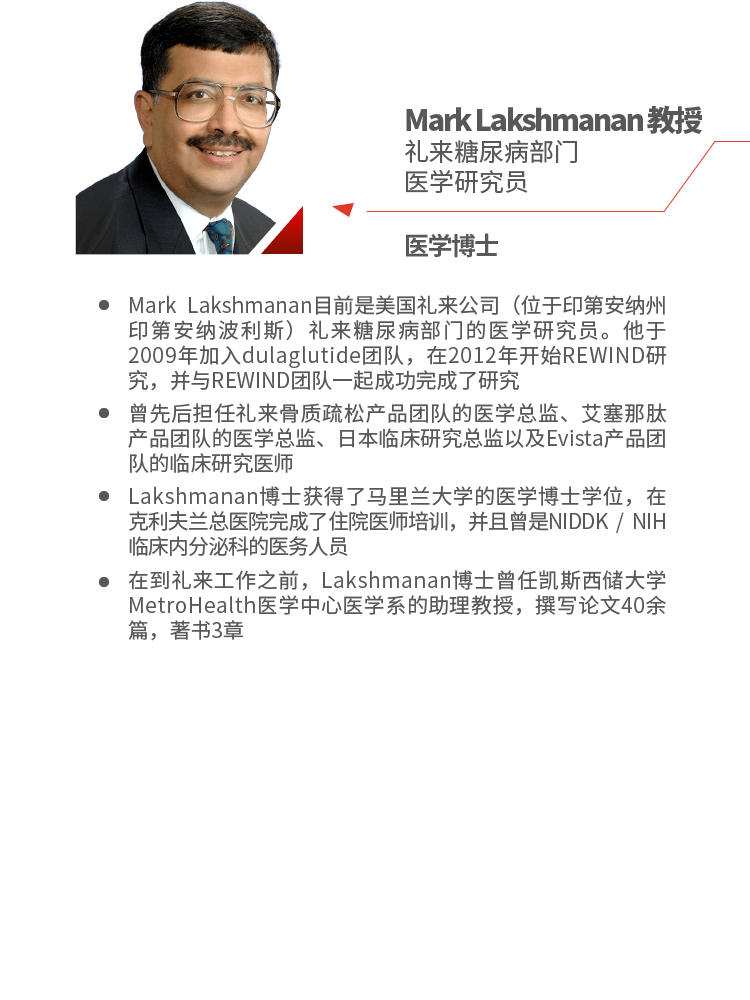 Mark Lakshmanan 教授
礼来糖尿病部门
医学研究员
医学博士
Mark Lakshmanan目前是美国礼来公司（位于印第安纳州
印第安纳波利斯）礼来糖尿病部门的医学研究员。他于
2009年加入dulaglutide团队，在2012年开始REWIND研
究，并与REWIND团队一起成功完成了研究
曾先后担任礼来骨质疏松产品团队的医学总监、艾塞那肽
产品团队的医学总监、日本临床研究总监以及Evista产品团
队的临床研究医师
Lakshmanan博士获得了马里兰大学的医学博士学位，在
克利夫兰总医院完成了住院医师培训，并且曾是NIDDK / NIH
临床内分泌科的医务人员
在到礼来工作之前，Lakshmanan博士曾任凯斯西储大学
MetroHealth医学中心医学系的助理教授，撰写论文40余
篇，著书3章